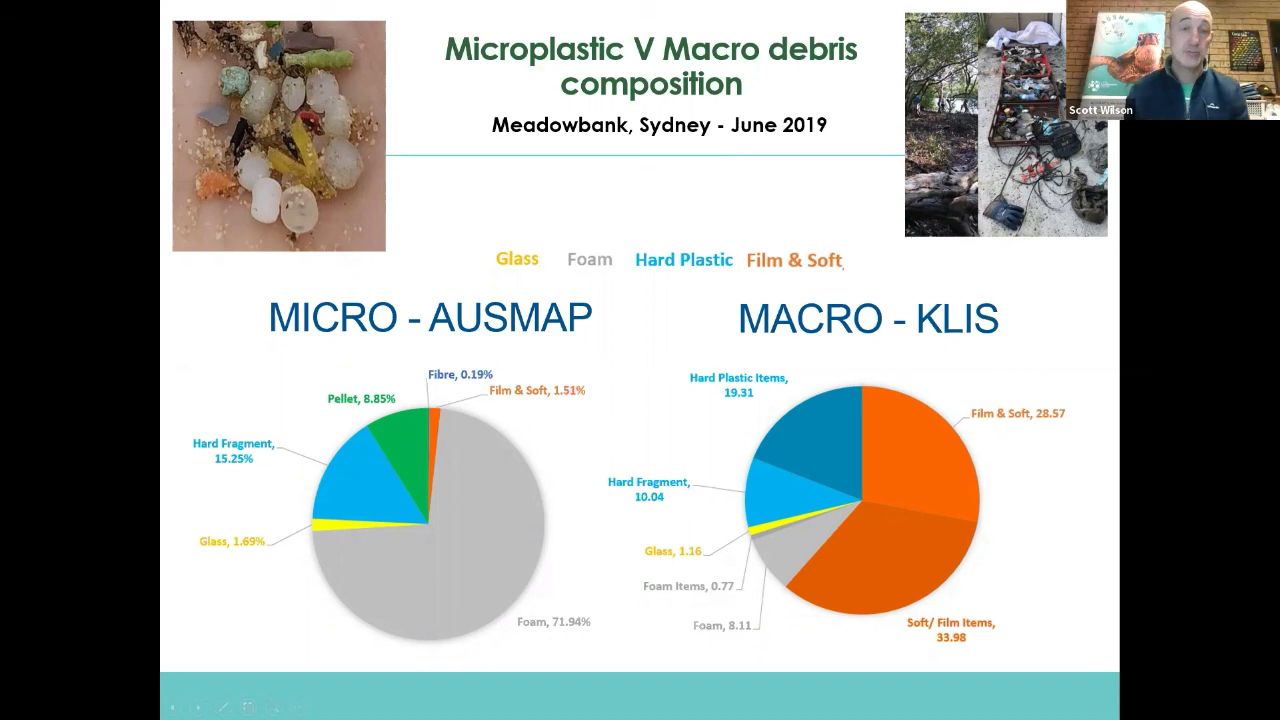 Microplastic V Macro debris
composition
Meadowbank, Sydney - June 2019
AUSMAP
Scott Wilson
Glass Foam Hard Plastic Film & Soft
MICRO - AUSMAP
MACRO - KLIS
Fibre, 0.19%
Film & Soft, 1.51%
Pellet, 8.85%
Hard Fragment,
15.25%
Glass, 1.69%
Foam, 71.94%
Hard Plastic Items,
19.31
Film & Soft, 28.57
Hard Fragment,
10.04
Glass, 1.16
Foam Items, 0.77
Foam, 8.11
Soft/ Film Items,
33.98